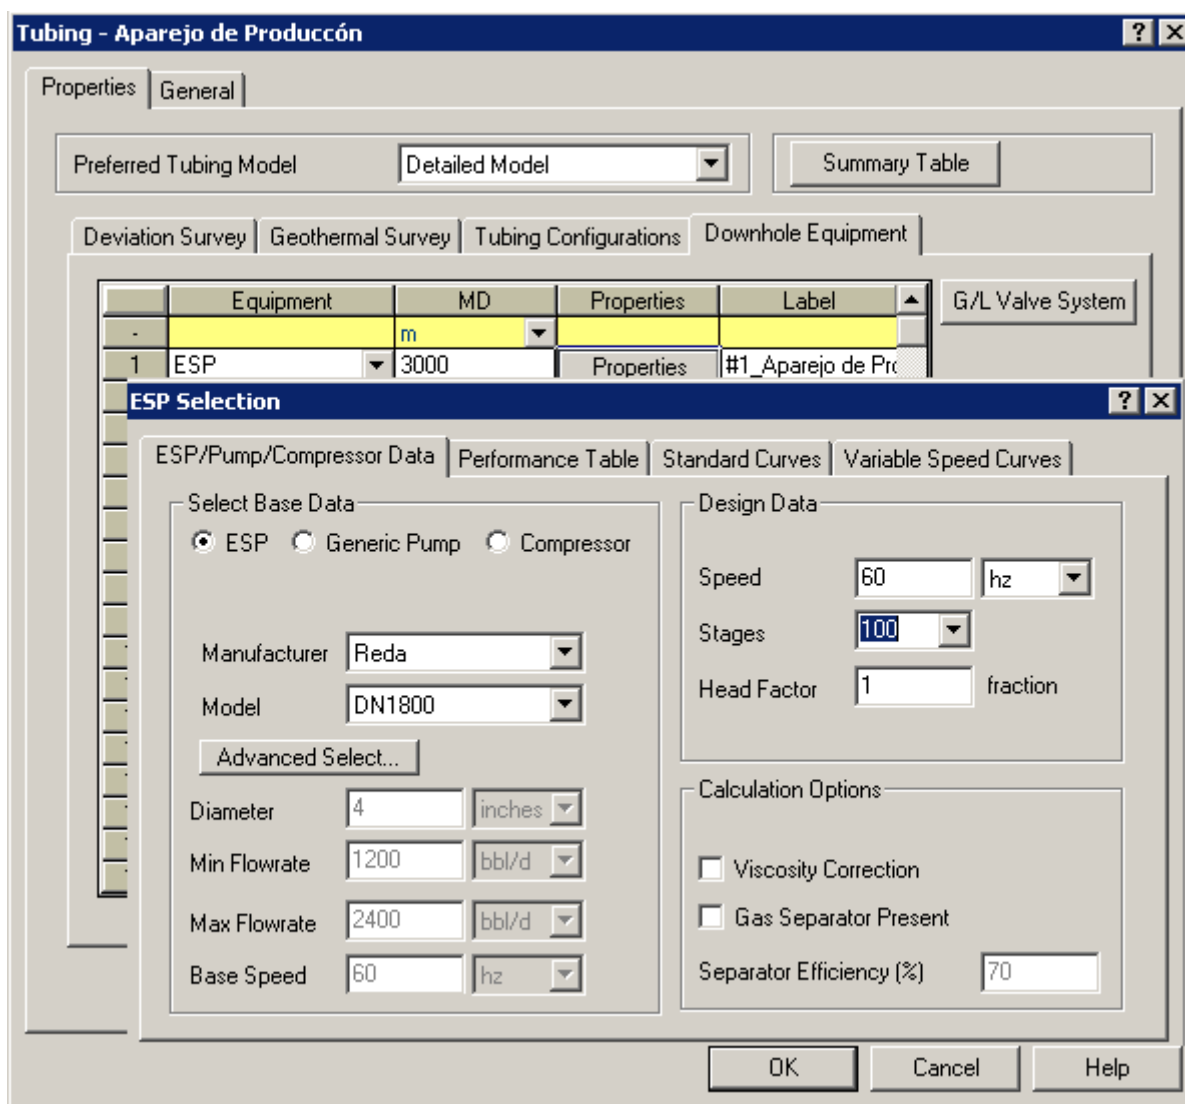 Tubing - Aparejo de Produccón
Properties General
Preferred Tubing Model Detailed Model Summary Table
Deviation Survey Geothermal Survey Tubing Configurations Downhole Equipment
Equipment MD Properties Label G/L Valve System
- m
1 ESP 3000 Properties #1_Aparejo de Pro
ESP Selection
ESP/Pump/Compressor Data Performance Table Standard Curves Variable Speed Curves
Select Base Data
ESP Generic Pump Compressor
Manufacturer Reda
Model DN1800
Advanced Select...
Diameter 4 inches
Min Flowrate 1200 bbl/d
Max Flowrate 2400 bbl/d
Base Speed 60 hz
Design Data
Speed 60 hz
Stages 100
Head Factor 1 fraction
Calculation Options
Viscosity Correction
Gas Separator Present
Separator Efficiency (%) 70
OK Cancel Help